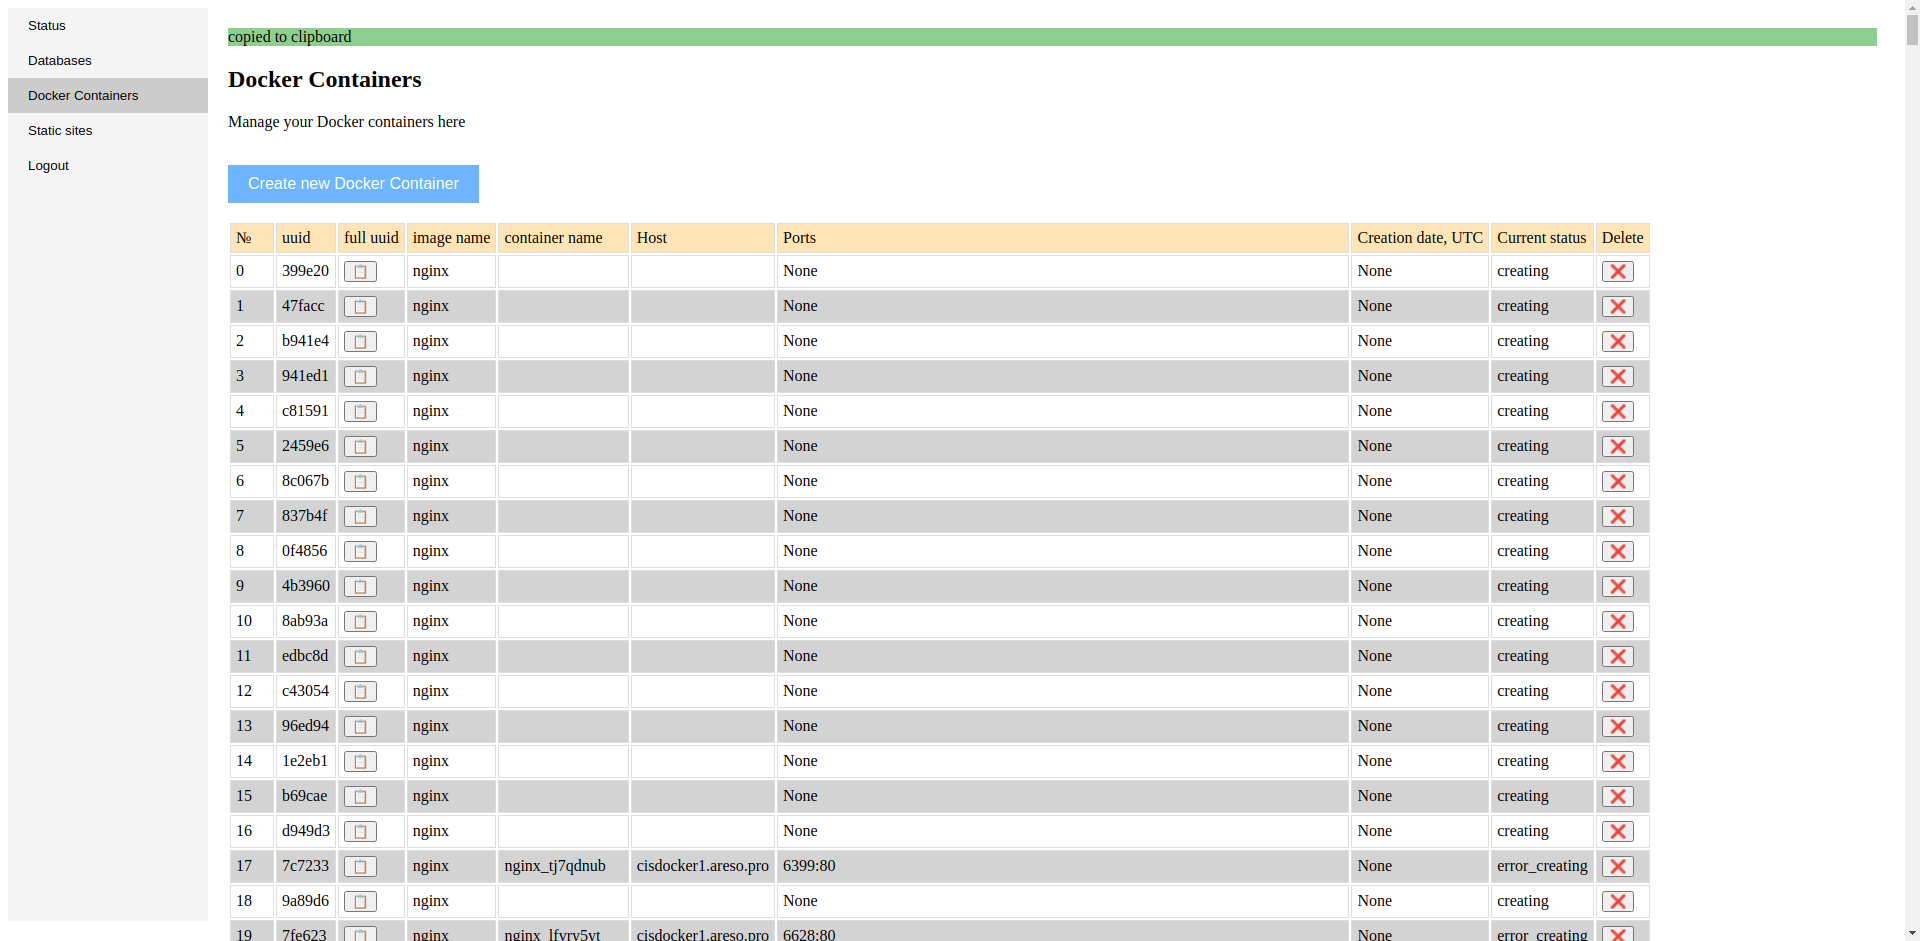 Status
Databases
Docker Containers
Static sites
Logout
copied to clipboard
Docker Containers
Manage your Docker containers here
Create new Docker Container
№ uuid full uuid image name container name Host Ports Creation date, UTC Current status Delete
0 399e20 nginx None None creating
1 47facc nginx None None creating
2 b941e4 nginx None None creating
3 941ed1 nginx None None creating
4 c81591 nginx None None creating
5 2459e6 nginx None None creating
6 8c067b nginx None None creating
7 837b4f nginx None None creating
8 0f4856 nginx None None creating
9 4b3960 nginx None None creating
10 8ab93a nginx None None creating
11 edbc8d nginx None None creating
12 c43054 nginx None None creating
13 96ed94 nginx None None creating
14 1e2eb1 nginx None None creating
15 b69cae nginx None None creating
16 d949d3 nginx None None creating
17 7c7233 nginx nginx_tj7qdnub cisdocker1.areso.pro 6399:80 None error_creating
18 9a89d6 nginx None None creating
19 7fe623 nginx cisdocker1.areso.pro 6628:80 None error_creating